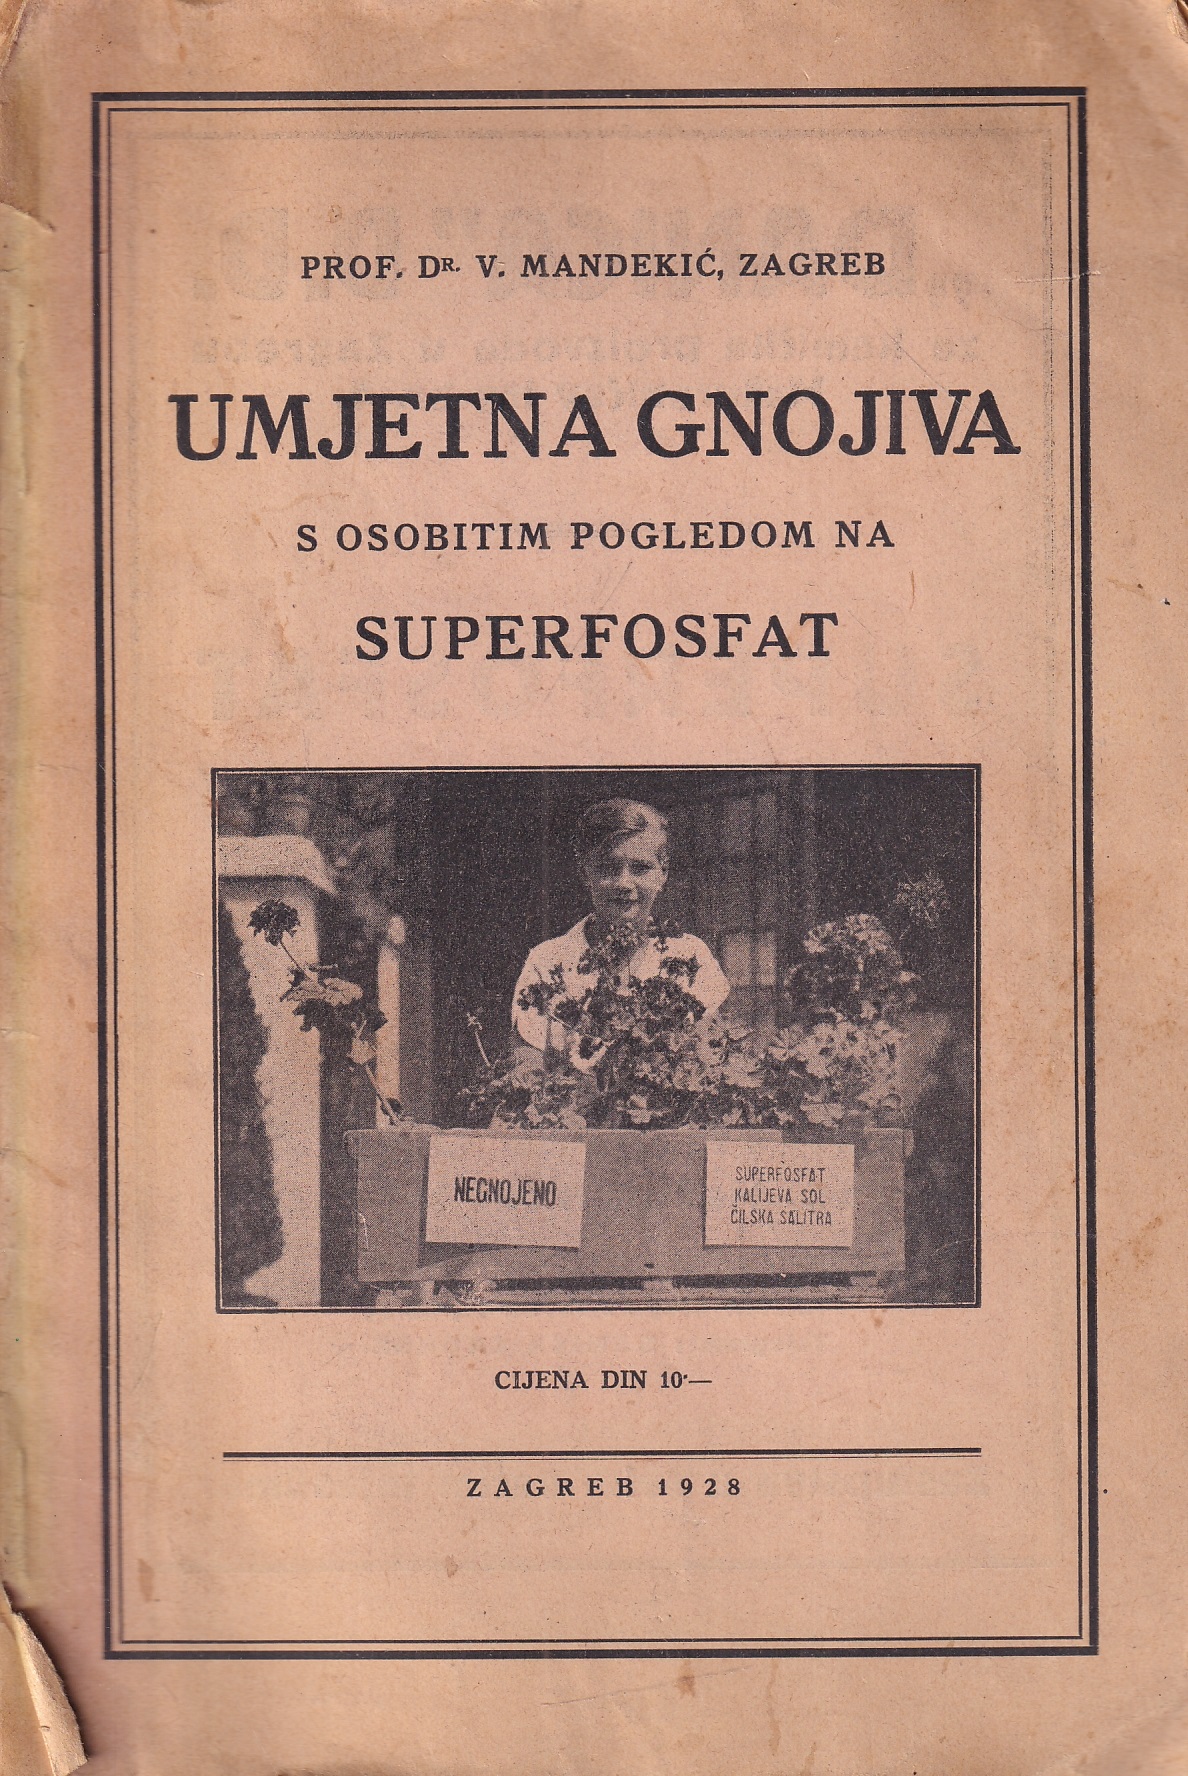 PROF. DR. V. MANDEKIĆ, ZAGREB
UMJETNA GNOJIVA
S OSOBITIM POGLEDOM NA
SUPERFOSFAT
NEGNOJENO
SUPERFOSFAT
KALIJEVA SOL
ČILSKA SALITRA
CIJENA DIN 10·—
ZAGREB 1928